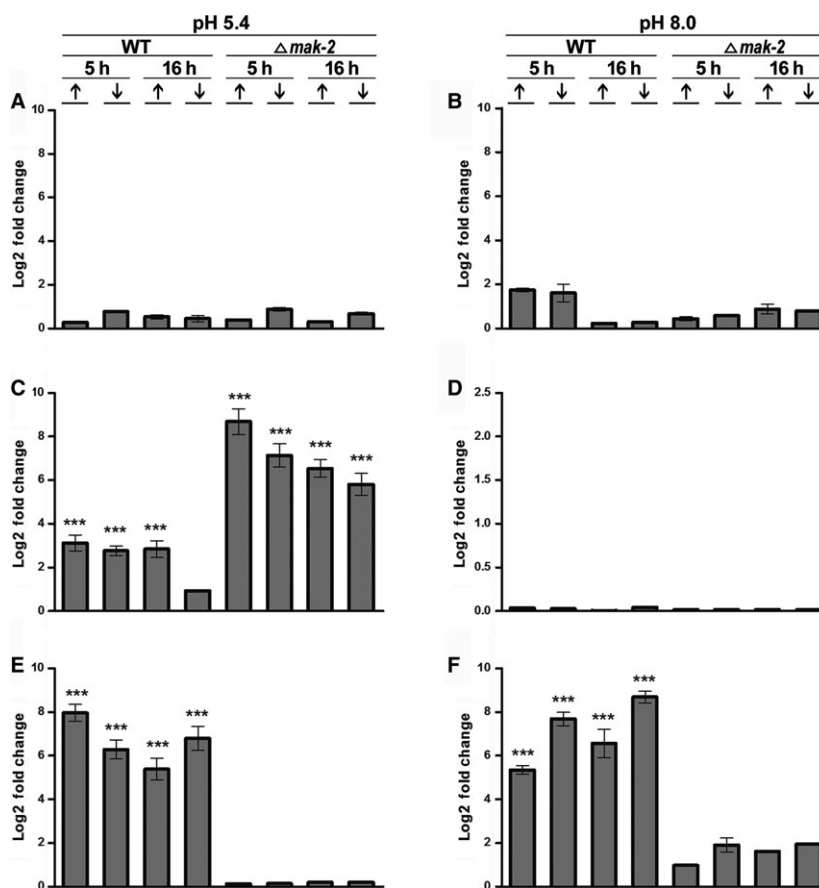 pH 5.4 pH 8.0
WT Δ mak-2 WT Δ mak-2
5 h 16 h 5 h 16 h 5 h 16 h 5 h 16 h
↑ ↓ ↑ ↓ ↑ ↓ ↑ ↓ ↑ ↓ ↑ ↓ ↑ ↓ ↑ ↓
A
Log2 fold change
10
8
6
4
2
0
B
Log2 fold change
10
8
6
4
2
0
C
Log2 fold change
10
8
6
4
2
0
*** *** *** *** *** *** ***
D
Log2 fold change
2.5
2.0
1.5
1.0
0.5
0.0
E
Log2 fold change
10
8
6
4
2
0
*** *** *** ***
F
Log2 fold change
10
8
6
4
2
0
*** *** *** ***